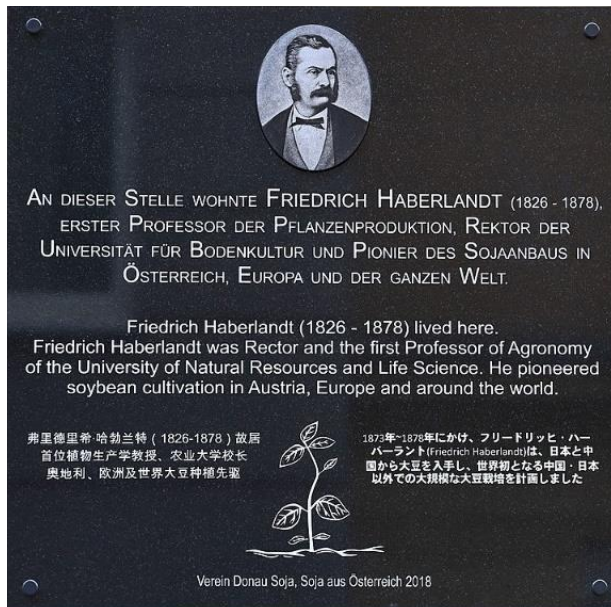 AN DIESER STELLE WOHNTE FRIEDRICH HABERLANDT (1826 - 1878),
ERSTER PROFESSOR DER PFLANZENPRODUKTION, REKTOR DER
UNIVERSITÄT FÜR BODENKULTUR UND PIONIER DES SOJAANBAUS IN
ÖSTERREICH, EUROPA UND DER GANZEN WELT.
Friedrich Haberlandt (1826 - 1878) lived here.
Friedrich Haberlandt was Rector and the first Professor of Agronomy
of the University of Natural Resources and Life Science. He pioneered
soybean cultivation in Austria, Europe and around the world.
弗里德里希·哈勃兰特（1826-1878）故居
首位植物生产学教授、农业大学校长
奥地利、欧洲及世界大豆种植先驱
1873年~1878年にかけ、フリードリッヒ・ハー
バーラント(Friedrich Haberlandt)は、日本と中
国から大豆を入手し、世界初となる中国・日本
以外での大規模な大豆栽培を計画しました
Verein Donau Soja, Soja aus Österreich 2018